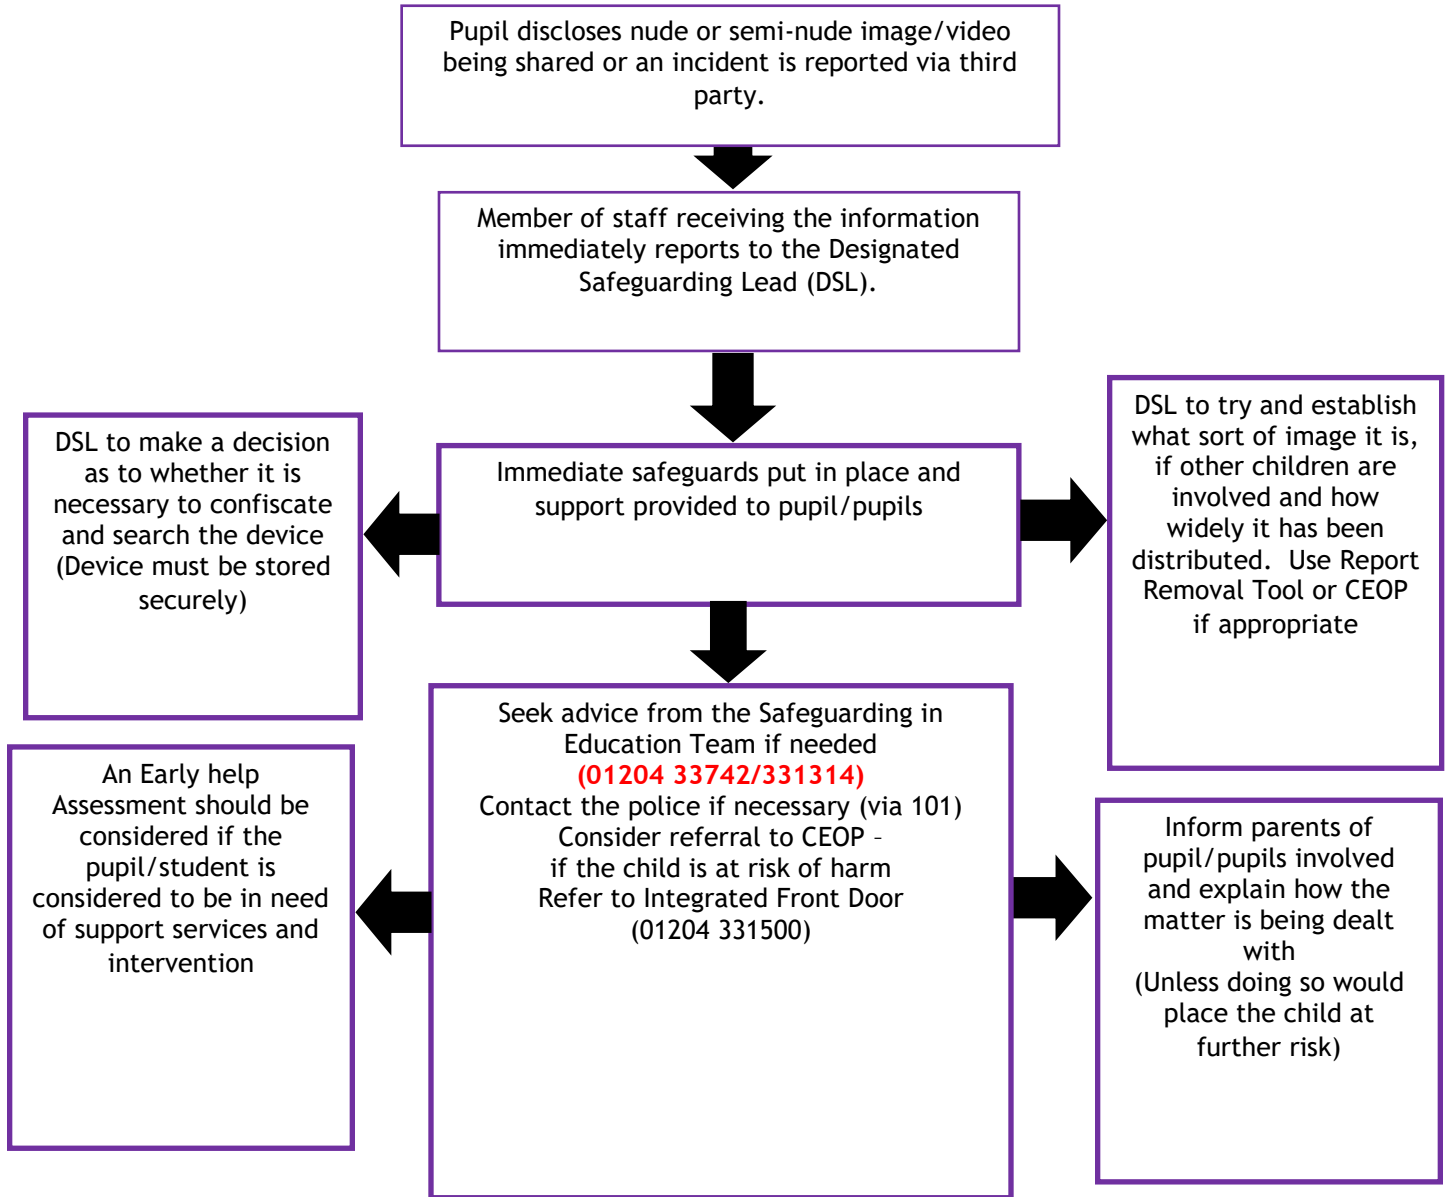 Pupil discloses nude or semi-nude image/video
being shared or an incident is reported via third
party.
Member of staff receiving the information
immediately reports to the Designated
Safeguarding Lead (DSL).
Immediate safeguards put in place and
support provided to pupil/pupils
DSL to make a decision
as to whether it is
necessary to confiscate
and search the device
(Device must be stored
securely)
DSL to try and establish
what sort of image it is,
if other children are
involved and how
widely it has been
distributed.  Use Report
Removal Tool or CEOP
if appropriate
Seek advice from the Safeguarding in
Education Team if needed
(01204 33742/331314)
Contact the police if necessary (via 101)
Consider referral to CEOP –
if the child is at risk of harm
Refer to Integrated Front Door
(01204 331500)
An Early help
Assessment should be
considered if the
pupil/student is
considered to be in need
of support services and
intervention
Inform parents of
pupil/pupils involved
and explain how the
matter is being dealt
with
(Unless doing so would
place the child at
further risk)